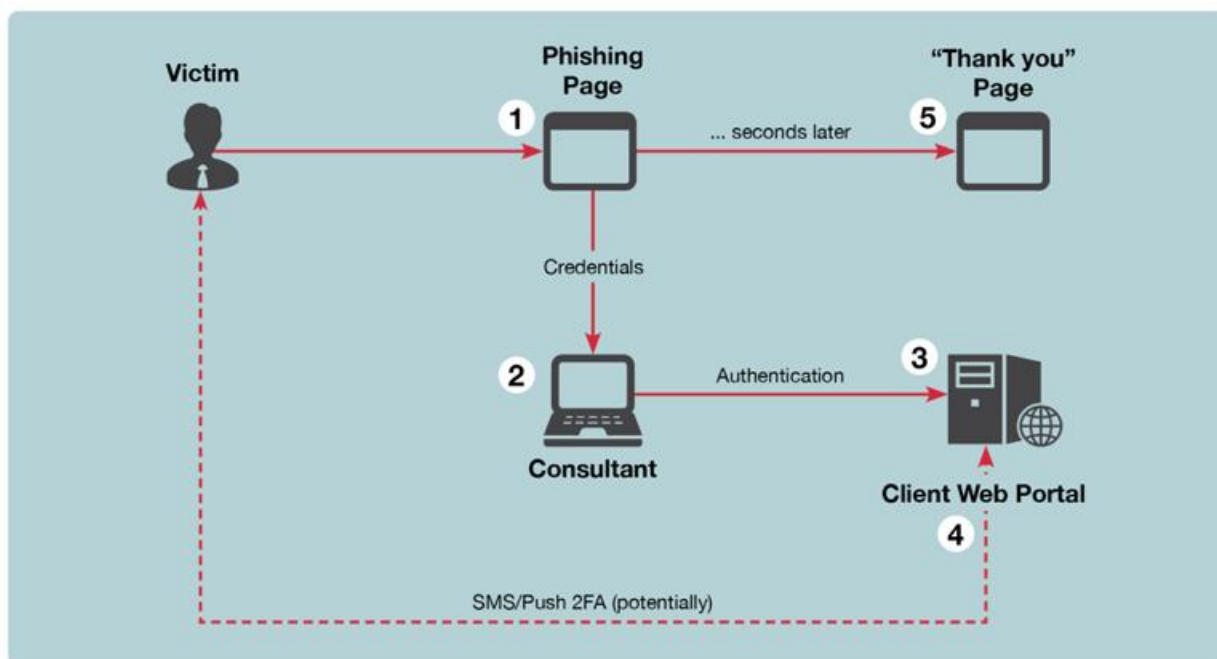 Victim
Phishing
Page
“Thank you”
Page
1
... seconds later
5
Credentials
2
Authentication
3
Consultant
Client Web Portal
4
SMS/Push 2FA (potentially)